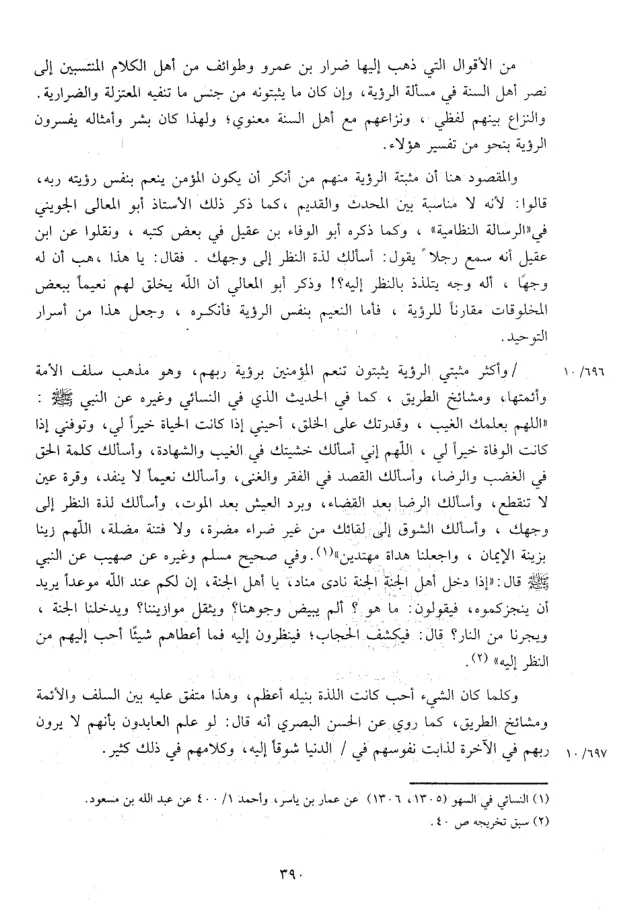 من الأقوال التي ذهب إليها ضرار بن عمرو وطوائف من أهل الكلام المنتسبين إلى
نصر أهل السنة في مسألة الرؤية، وإن كان ما يثبتونه من جنس ما تنفيه المعتزلة والضرارية.
والنزاع بينهم لفظي ، ونزاعهم مع أهل السنة معنوي؛ ولهذا كان بشر وأمثاله يفسرون
الرؤية بنحو من تفسير هؤلاء.
والمقصود هنا أن مثبتة الرؤية منهم من أنكر أن يكون المؤمن ينعم بنفس رؤيته ربه،
قالوا: لأنه لا مناسبة بين المحدث والقديم ،كما ذكر ذلك الأستاذ أبو المعالى الجويني
في«الرسالة النظامية» ، وكما ذكره أبو الوفاء بن عقيل في بعض كتبه ، ونقلوا عن ابن
عقيل أنه سمع رجلاً يقول: أسألك لذة النظر إلى وجهك . فقال: يا هذا ،هب أن له
وجهًا ، أله وجه يتلذذ بالنظر إليه؟! وذكر أبو المعالي أن الله يخلق لهم نعيماً ببعض
المخلوقات مقارناً للرؤية ، فأما النعيم بنفس الرؤية فأنكره ، وجعل هذا من أسرار
التوحيد.
١٠/٦٩٦ / وأكثر مثبتي الرؤية يثبتون تنعم المؤمنين برؤية ربهم، وهو مذهب سلف الأمة
وأئمتها، ومشائخ الطريق ، كما في الحديث الذي في النسائي وغيره عن النبي ﷺ :
«اللهم بعلمك الغيب ، وقدرتك على الخلق، أحيني إذا كانت الحياة خيراً لي، وتوفني إذا
كانت الوفاة خيراً لي ، اللهم إني أسألك خشيتك في الغيب والشهادة، وأسألك كلمة الحق
في الغضب والرضا، وأسألك القصد في الفقر والغنى، وأسألك نعيماً لا ينفد، وقرة عين
لا تنقطع، وأسألك الرضا بعد القضاء، وبرد العيش بعد الموت، وأسألك لذة النظر إلى
وجهك ، وأسألك الشوق إلى لقائك من غير ضراء مضرة، ولا فتنة مضلة، اللهم زينا
بزينة الإيمان ، واجعلنا هداة مهتدين»(١).وفي صحيح مسلم وغيره عن صهيب عن النبي
ﷺ قال:«إذا دخل أهل الجنة الجنة نادى مناد، يا أهل الجنة، إن لكم عند الله موعداً يريد
أن ينجزكموه، فيقولون: ما هو ؟ ألم يبيض وجوهنا؟ ويثقل موازيننا؟ ويدخلنا الجنة ،
ويجرنا من النار؟ قال: فيكشف الحجاب؛ فينظرون إليه فما أعطاهم شيئًا أحب إليهم من
النظر إليه» (٢).
وكلما كان الشيء أحب كانت اللذة بنيله أعظم، وهذا متفق عليه بين السلف والأئمة
ومشائخ الطريق، كما روي عن الحسن البصري أنه قال: لو علم العابدون بأنهم لا يرون
١٠/٦٩٧ ربهم في الآخرة لذابت نفوسهم في / الدنيا شوقاً إليه، وكلامهم في ذلك كثير.
(١) النسائي في السهو (١٣٠٥، ١٣٠٦) عن عمار بن ياسر، وأحمد ١/ ٤٠٠ عن عبد الله بن مسعود.
(٢) سبق تخريجه ص ٤٠.
٣٩٠